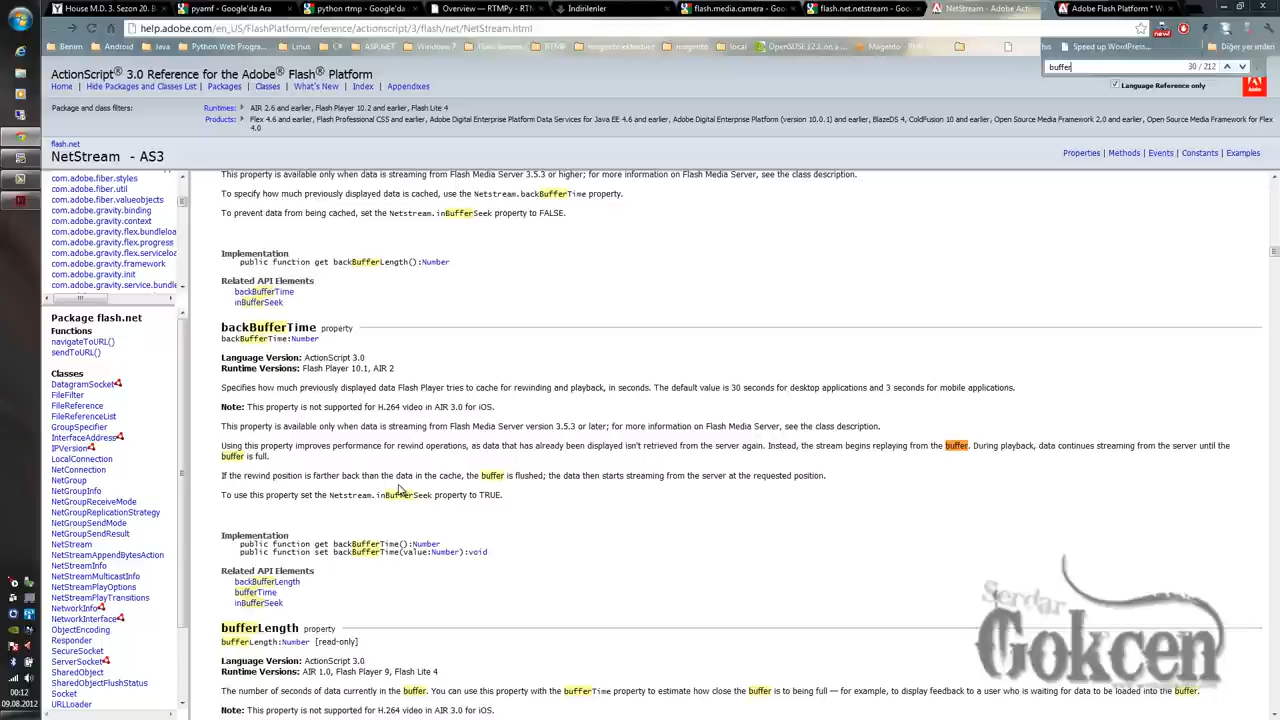 House M.D. 3. Sezon 20. B
pyamf - Google'da Ara
python rtmp - Google'da
Overview — RTMPy — RTM
İndirilenler
flash.media.camera - Goo
flash.net.netstream - Goo
NetStream - Adobe Acti
Adobe Flash Platform * W
help.adobe.com/en_US/FlashPlatform/reference/actionscript/3/flash/net/NetStream.html
Benim
Android
Java
Python Web Program
Linux
ASP.NET
Windows 7
magento
local
OpenSUSE 12.3 on a
Magento
Speed up WordPress
Diğer yer imleri
buffer
30 / 212
ActionScript® 3.0 Reference for the Adobe® Flash® Platform
Home | Hide Packages and Classes List | Packages | Classes | What's New | Index | Appendixes
Language Reference only
Package and class filters:
Runtimes:
AIR 2.6 and earlier, Flash Player 10.2 and earlier, Flash Lite 4
Products:
Flex 4.6 and earlier, Flash Professional CS5 and earlier, Adobe Digital Enterprise Platform Data Services for Java EE 4.6 and earlier, Adobe Digital Enterprise Platform (version 10.0.1) and earlier, BlazeDS 4, ColdFusion 10 and earlier, Open Source Media Framework 2.0 and earlier, Open Source Media Framework for Flex
4.0
flash.net
NetStream - AS3
Properties | Methods | Events | Constants | Examples
com.adobe.fiber.styles
com.adobe.fiber.util
com.adobe.fiber.valueobjects
com.adobe.gravity.binding
com.adobe.gravity.context
com.adobe.gravity.flex.bundleloa
com.adobe.gravity.flex.progress
com.adobe.gravity.flex.serviceloa
com.adobe.gravity.framework
com.adobe.gravity.init
com.adobe.gravity.service.bundle
Package flash.net
Functions
navigateToURL()
sendToURL()
Classes
DatagramSocket
FileFilter
FileReference
FileReferenceList
GroupSpecifier
InterfaceAddress
IPVersion
LocalConnection
NetConnection
NetGroup
NetGroupInfo
NetGroupReceiveMode
NetGroupReplicationStrategy
NetGroupSendMode
NetGroupSendResult
NetStream
NetStreamAppendBytesAction
NetStreamInfo
NetStreamMulticastInfo
NetStreamPlayOptions
NetStreamPlayTransitions
NetworkInfo
NetworkInterface
ObjectEncoding
Responder
SecureSocket
ServerSocket
SharedObject
SharedObjectFlushStatus
Socket
URLLoader
This property is available only when data is streaming from Flash Media Server 3.5.3 or higher; for more information on Flash Media Server, see the class description.
To specify how much previously displayed data is cached, use the Netstream.backBufferTime property.
To prevent data from being cached, set the Netstream.inBufferSeek property to FALSE.
Implementation
public function get backBufferLength():Number
Related API Elements
backBufferTime
inBufferSeek
backBufferTime property
backBufferTime:Number
Language Version: ActionScript 3.0
Runtime Versions: Flash Player 10.1, AIR 2
Specifies how much previously displayed data Flash Player tries to cache for rewinding and playback, in seconds. The default value is 30 seconds for desktop applications and 3 seconds for mobile applications.
Note: This property is not supported for H.264 video in AIR 3.0 for iOS.
This property is available only when data is streaming from Flash Media Server version 3.5.3 or later; for more information on Flash Media Server, see the class description.
Using this property improves performance for rewind operations, as data that has already been displayed isn't retrieved from the server again. Instead, the stream begins replaying from the buffer. During playback, data continues streaming from the server until the
buffer is full.
If the rewind position is farther back than the data in the cache, the buffer is flushed; the data then starts streaming from the server at the requested position.
To use this property set the Netstream.inBufferSeek property to TRUE.
Implementation
public function get backBufferTime():Number
public function set backBufferTime(value:Number):void
Related API Elements
backBufferLength
bufferTime
inBufferSeek
bufferLength property
bufferLength:Number [read-only]
Language Version: ActionScript 3.0
Runtime Versions: AIR 1.0, Flash Player 9, Flash Lite 4
The number of seconds of data currently in the buffer. You can use this property with the bufferTime property to estimate how close the buffer is to being full — for example, to display feedback to a user who is waiting for data to be loaded into the buffer.
Note: This property is not supported for H.264 video in AIR 3.0 for iOS.
00:12
09.08.2012
Serdar
Gokcen